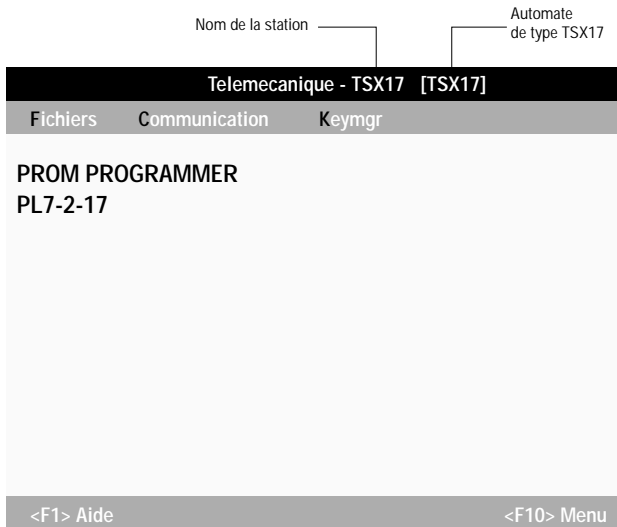 Nom de la station
Automate
de type TSX17
Telemecanique - TSX17 [TSX17]
Fichiers Communication Keymgr
PROM PROGRAMMER
PL7-2-17
<F1> Aide <F10> Menu